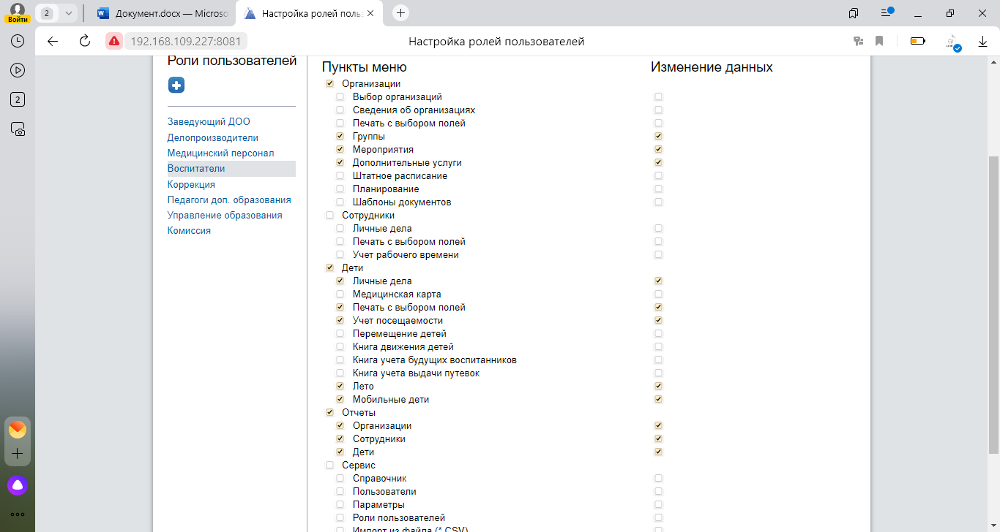 Войти
2
Документ.docx — Microso
Настройка ролей поль
192.168.109.227:8081
Настройка ролей пользователей
2
Роли пользователей
Заведующий ДОО
Делопроизводители
Медицинский персонал
Воспитатели
Коррекция
Педагоги доп. образования
Управление образования
Комиссия
Пункты меню
Изменение данных
Организации
Выбор организаций
Сведения об организациях
Печать с выбором полей
Группы
Мероприятия
Дополнительные услуги
Штатное расписание
Планирование
Шаблоны документов
Сотрудники
Личные дела
Печать с выбором полей
Учет рабочего времени
Дети
Личные дела
Медицинская карта
Печать с выбором полей
Учет посещаемости
Перемещение детей
Книга движения детей
Книга учета будущих воспитанников
Книга учета выдачи путевок
Лето
Мобильные дети
Отчеты
Организации
Сотрудники
Дети
Сервис
Справочник
Пользователи
Параметры
Роли пользователей
Импорт из файла (*.CSV)